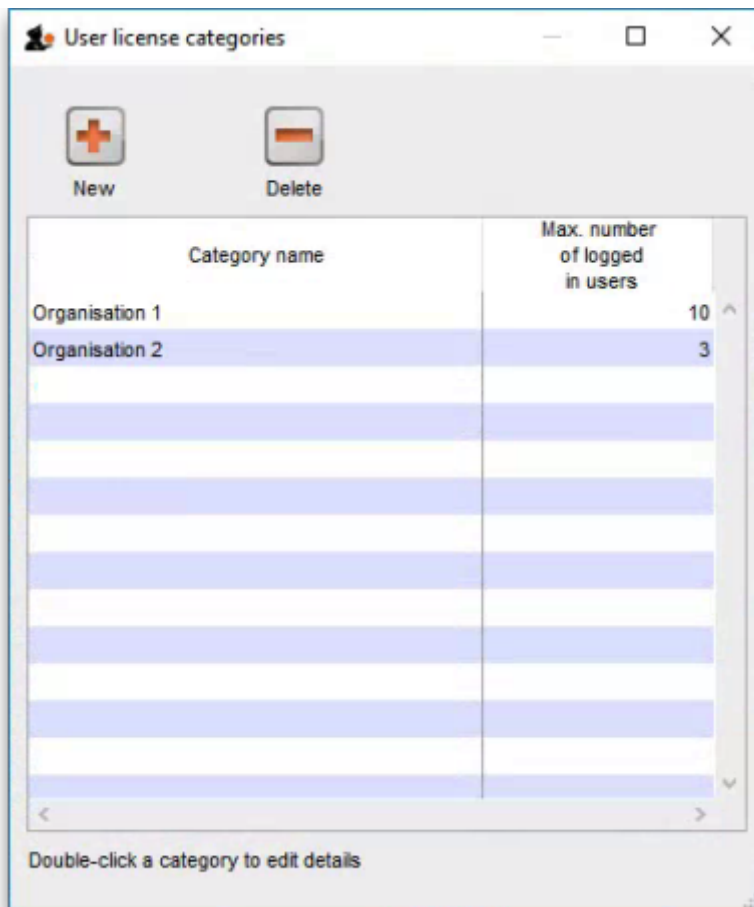 User license categories
New Delete
Category name
Max. number
of logged
in users
Organisation 1 10
Organisation 2 3
Double-click a category to edit details